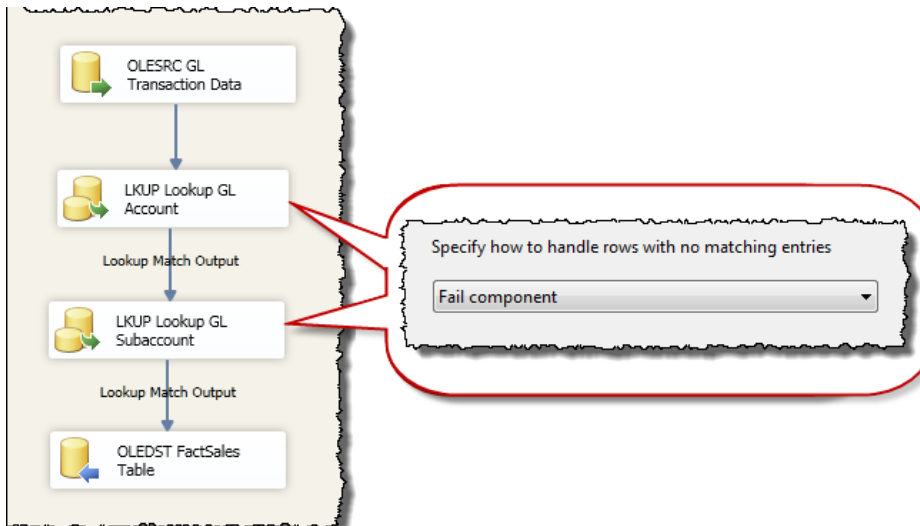 OLESRC GL
Transaction Data
LKUP Lookup GL
Account
Lookup Match Output
LKUP Lookup GL
Subaccount
Lookup Match Output
OLEDST FactSales
Table
Specify how to handle rows with no matching entries
Fail component